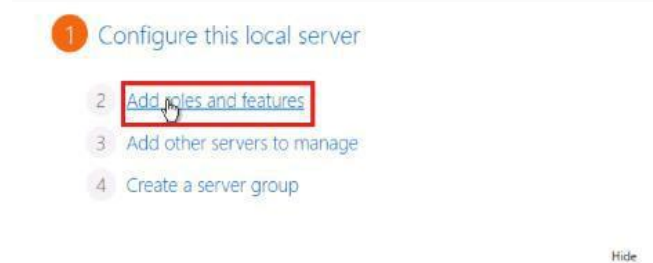 1 Configure this local server
2 Add roles and features
3 Add other servers to manage
4 Create a server group
Hide